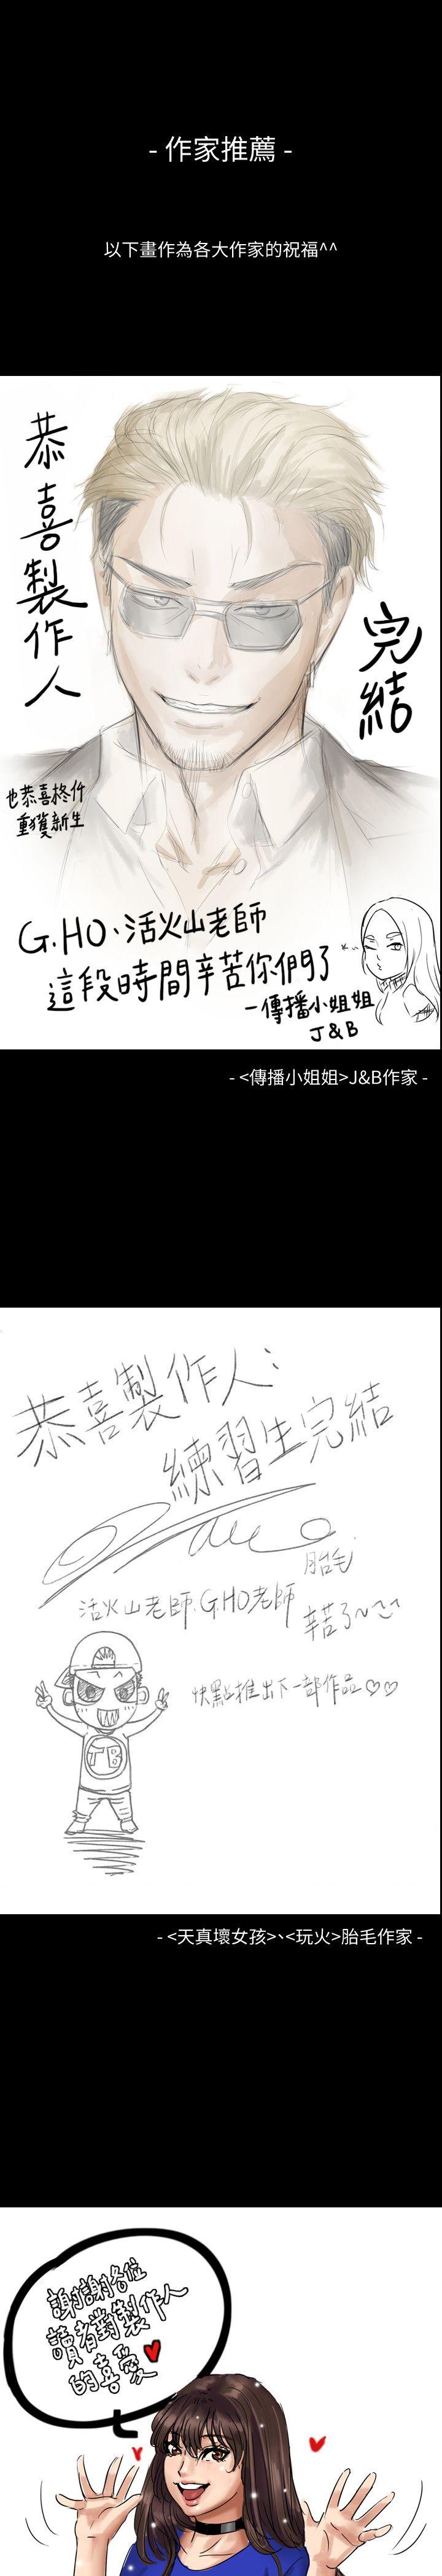 - 作家推薦 -
以下畫作為各大作家的祝福^^
恭喜製作人
完結
也恭喜柊仟
重獲新生
G.HO、活火山老師
這段時間辛苦你們了
-傳播小姐姐
J&B
- <傳播小姐姐>J&B作家 -
恭喜製作人:
練習生完結
胎毛
活火山老師.G.HO老師
辛苦了~^^
快點推出下一部作品♡♡
TB
- <天真壞女孩>、<玩火>胎毛作家 -
謝謝各位
讀者對製作人
的喜愛♥